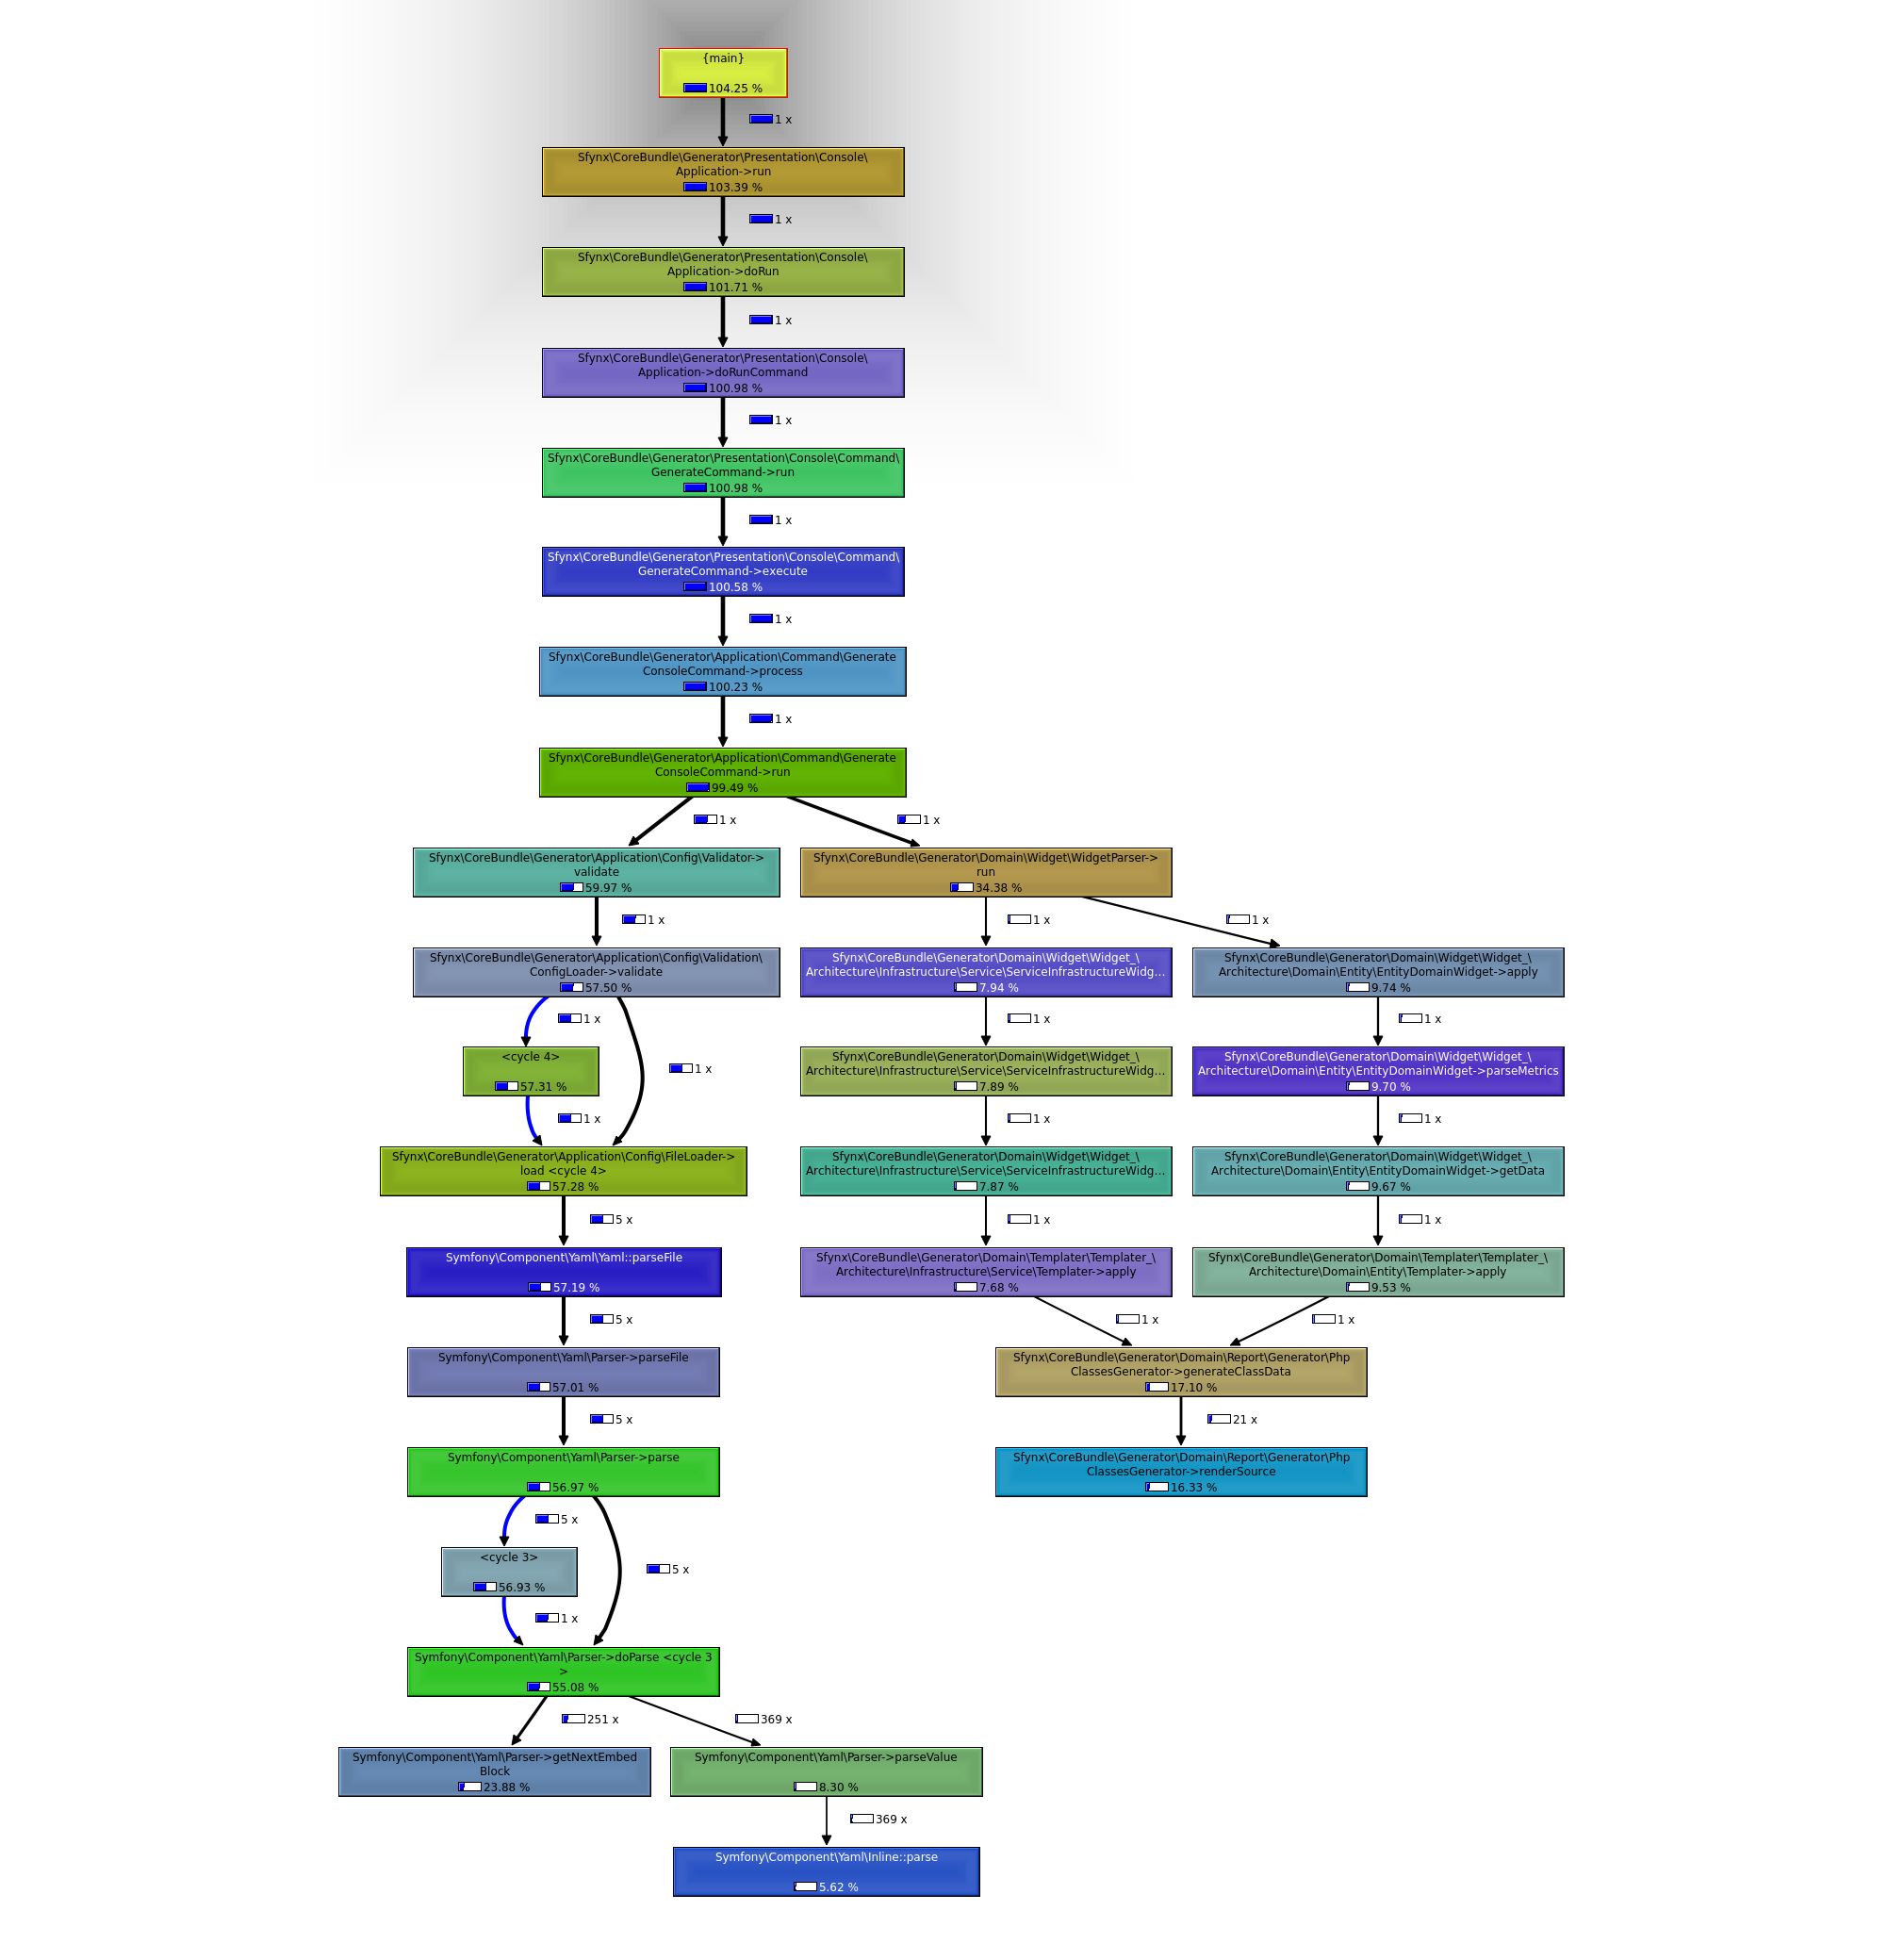 {main}
104.25 %
1 x
Sfynx\CoreBundle\Generator\Presentation\Console\
Application->run
103.39 %
1 x
Sfynx\CoreBundle\Generator\Presentation\Console\
Application->doRun
101.71 %
1 x
Sfynx\CoreBundle\Generator\Presentation\Console\
Application->doRunCommand
100.98 %
1 x
Sfynx\CoreBundle\Generator\Presentation\Console\Command\
GenerateCommand->run
100.98 %
1 x
Sfynx\CoreBundle\Generator\Presentation\Console\Command\
GenerateCommand->execute
100.58 %
1 x
Sfynx\CoreBundle\Generator\Application\Command\Generate
ConsoleCommand->process
100.23 %
1 x
Sfynx\CoreBundle\Generator\Application\Command\Generate
ConsoleCommand->run
99.49 %
1 x
1 x
Sfynx\CoreBundle\Generator\Application\Config\Validator->
validate
59.97 %
Sfynx\CoreBundle\Generator\Domain\Widget\WidgetParser->
run
34.38 %
1 x
1 x
1 x
Sfynx\CoreBundle\Generator\Application\Config\Validation\
ConfigLoader->validate
57.50 %
Sfynx\CoreBundle\Generator\Domain\Widget\Widget_\
Architecture\Infrastructure\Service\ServiceInfrastructureWidg...
7.94 %
Sfynx\CoreBundle\Generator\Domain\Widget\Widget_\
Architecture\Domain\Entity\EntityDomainWidget->apply
9.74 %
1 x
1 x
1 x
1 x
<cycle 4>
57.31 %
Sfynx\CoreBundle\Generator\Domain\Widget\Widget_\
Architecture\Infrastructure\Service\ServiceInfrastructureWidg...
7.89 %
Sfynx\CoreBundle\Generator\Domain\Widget\Widget_\
Architecture\Domain\Entity\EntityDomainWidget->parseMetrics
9.70 %
1 x
1 x
1 x
Sfynx\CoreBundle\Generator\Application\Config\FileLoader->
load <cycle 4>
57.28 %
Sfynx\CoreBundle\Generator\Domain\Widget\Widget_\
Architecture\Infrastructure\Service\ServiceInfrastructureWidg...
7.87 %
Sfynx\CoreBundle\Generator\Domain\Widget\Widget_\
Architecture\Domain\Entity\EntityDomainWidget->getData
9.67 %
5 x
1 x
1 x
Symfony\Component\Yaml\Yaml::parseFile
57.19 %
Sfynx\CoreBundle\Generator\Domain\Templater\Templater_\
Architecture\Infrastructure\Service\Templater->apply
7.68 %
Sfynx\CoreBundle\Generator\Domain\Templater\Templater_\
Architecture\Domain\Entity\Templater->apply
9.53 %
5 x
1 x
1 x
Symfony\Component\Yaml\Parser->parseFile
57.01 %
Sfynx\CoreBundle\Generator\Domain\Report\Generator\Php
ClassesGenerator->generateClassData
17.10 %
5 x
21 x
Symfony\Component\Yaml\Parser->parse
56.97 %
Sfynx\CoreBundle\Generator\Domain\Report\Generator\Php
ClassesGenerator->renderSource
16.33 %
5 x
5 x
<cycle 3>
56.93 %
1 x
Symfony\Component\Yaml\Parser->doParse <cycle 3
>
55.08 %
251 x
369 x
Symfony\Component\Yaml\Parser->getNextEmbed
Block
23.88 %
Symfony\Component\Yaml\Parser->parseValue
8.30 %
369 x
Symfony\Component\Yaml\Inline::parse
5.62 %